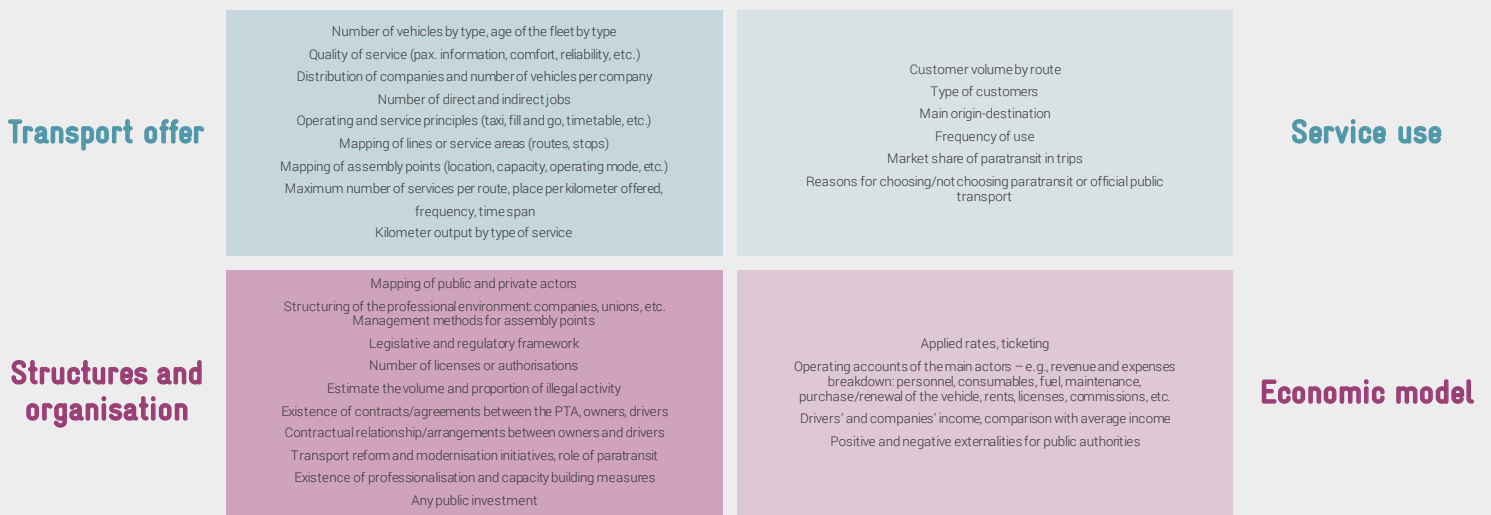 Transport offer
Number of vehicles by type, age of the fleet by type
Quality of service (pax. information, comfort, reliability, etc.)
Distribution of companies and number of vehicles per company
Number of direct and indirect jobs
Operating and service principles (taxi, fill and go, timetable, etc.)
Mapping of lines or service areas (routes, stops)
Mapping of assembly points (location, capacity, operating mode, etc.)
Maximum number of services per route, place per kilometer offered,
frequency, time span
Kilometer output by type of service
Customer volume by route
Type of customers
Main origin-destination
Frequency of use
Market share of paratransit in trips
Reasons for choosing/not choosing paratransit or official public
transport
Service use
Structures and
organisation
Mapping of public and private actors
Structuring of the professional environment: companies, unions, etc.
Management methods for assembly points
Legislative and regulatory framework
Number of licenses or authorisations
Estimate the volume and proportion of illegal activity
Existence of contracts/agreements between the PTA, owners, drivers
Contractual relationship/arrangements between owners and drivers
Transport reform and modernisation initiatives, role of paratransit
Existence of professionalisation and capacity building measures
Any public investment
Applied rates, ticketing
Operating accounts of the main actors – e.g., revenue and expenses
breakdown: personnel, consumables, fuel, maintenance,
purchase/renewal of the vehicle, rents, licenses, commissions, etc.
Drivers' and companies' income, comparison with average income
Positive and negative externalities for public authorities
Economic model